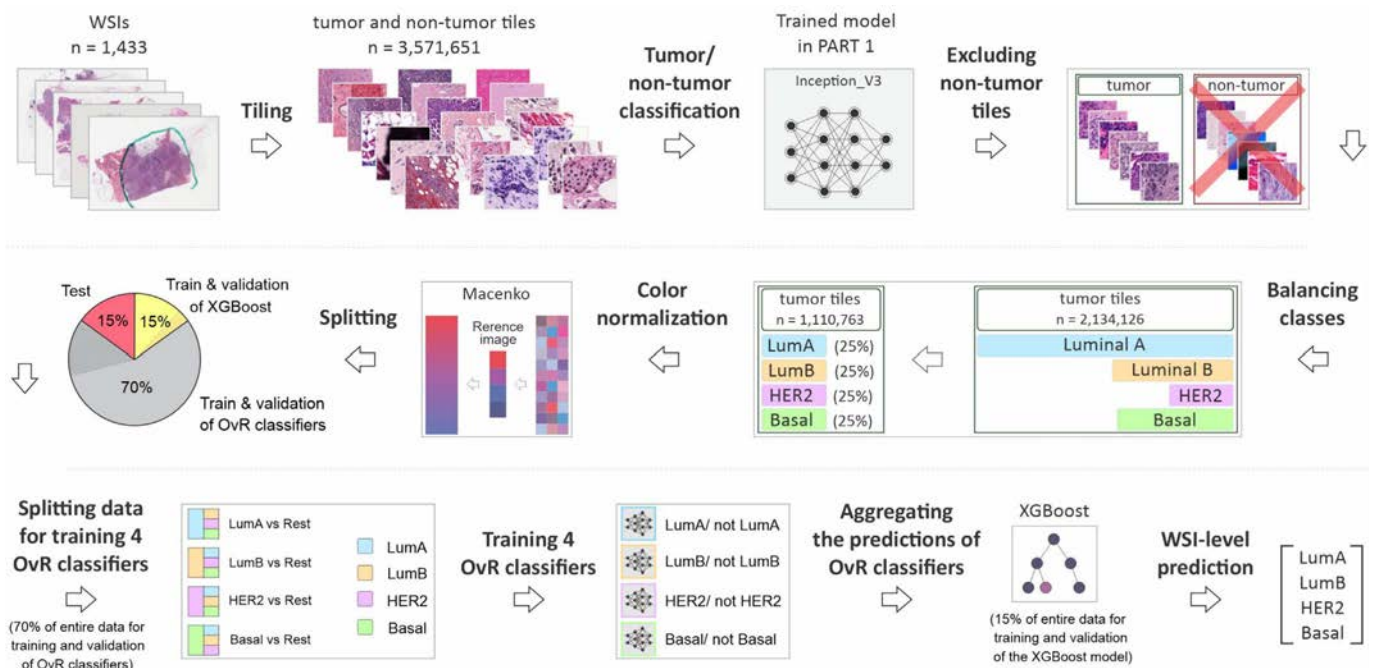 WSIs
n = 1,433
Tiling
tumor and non-tumor tiles
n = 3,571,651
Tumor/
non-tumor
classification
Trained model
in PART 1
Inception_V3
Excluding
non-tumor
tiles
tumor
non-tumor
Balancing
classes
tumor tiles
n = 2,134,126
Luminal A
Luminal B
HER2
Basal
tumor tiles
n = 1,110,763
LumA (25%)
LumB (25%)
HER2 (25%)
Basal (25%)
Color
normalization
Macenko
Rerence
image
Splitting
Test
15%
Train & validation
of XGBoost
15%
70%
Train & validation
of OvR classifiers
Splitting data
for training 4
OvR classifiers
(70% of entire data for
training and validation
of OvR classifiers)
LumA vs Rest
LumB vs Rest
HER2 vs Rest
Basal vs Rest
LumA
LumB
HER2
Basal
Training 4
OvR classifiers
LumA/ not LumA
LumB/ not LumB
HER2/ not HER2
Basal/ not Basal
Aggregating
the predictions of
OvR classifiers
XGBoost
(15% of entire data for
training and validation
of the XGBoost model)
WSI-level
prediction
LumA
LumB
HER2
Basal